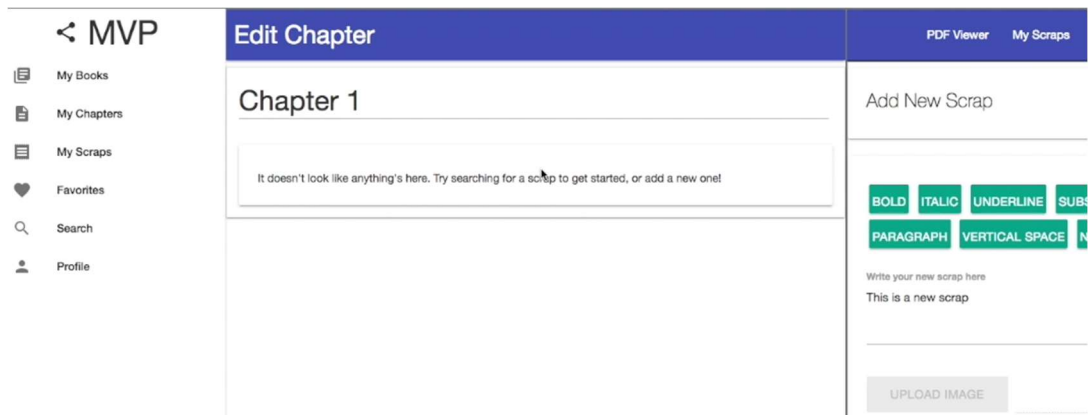 MVP
My Books
My Chapters
My Scraps
Favorites
Search
Profile
Edit Chapter
Chapter 1
It doesn't look like anything's here. Try searching for a scrap to get started, or add a new one!
PDF Viewer My Scraps
Add New Scrap
BOLD ITALIC UNDERLINE SUBS
PARAGRAPH VERTICAL SPACE N
Write your new scrap here
This is a new scrap
UPLOAD IMAGE